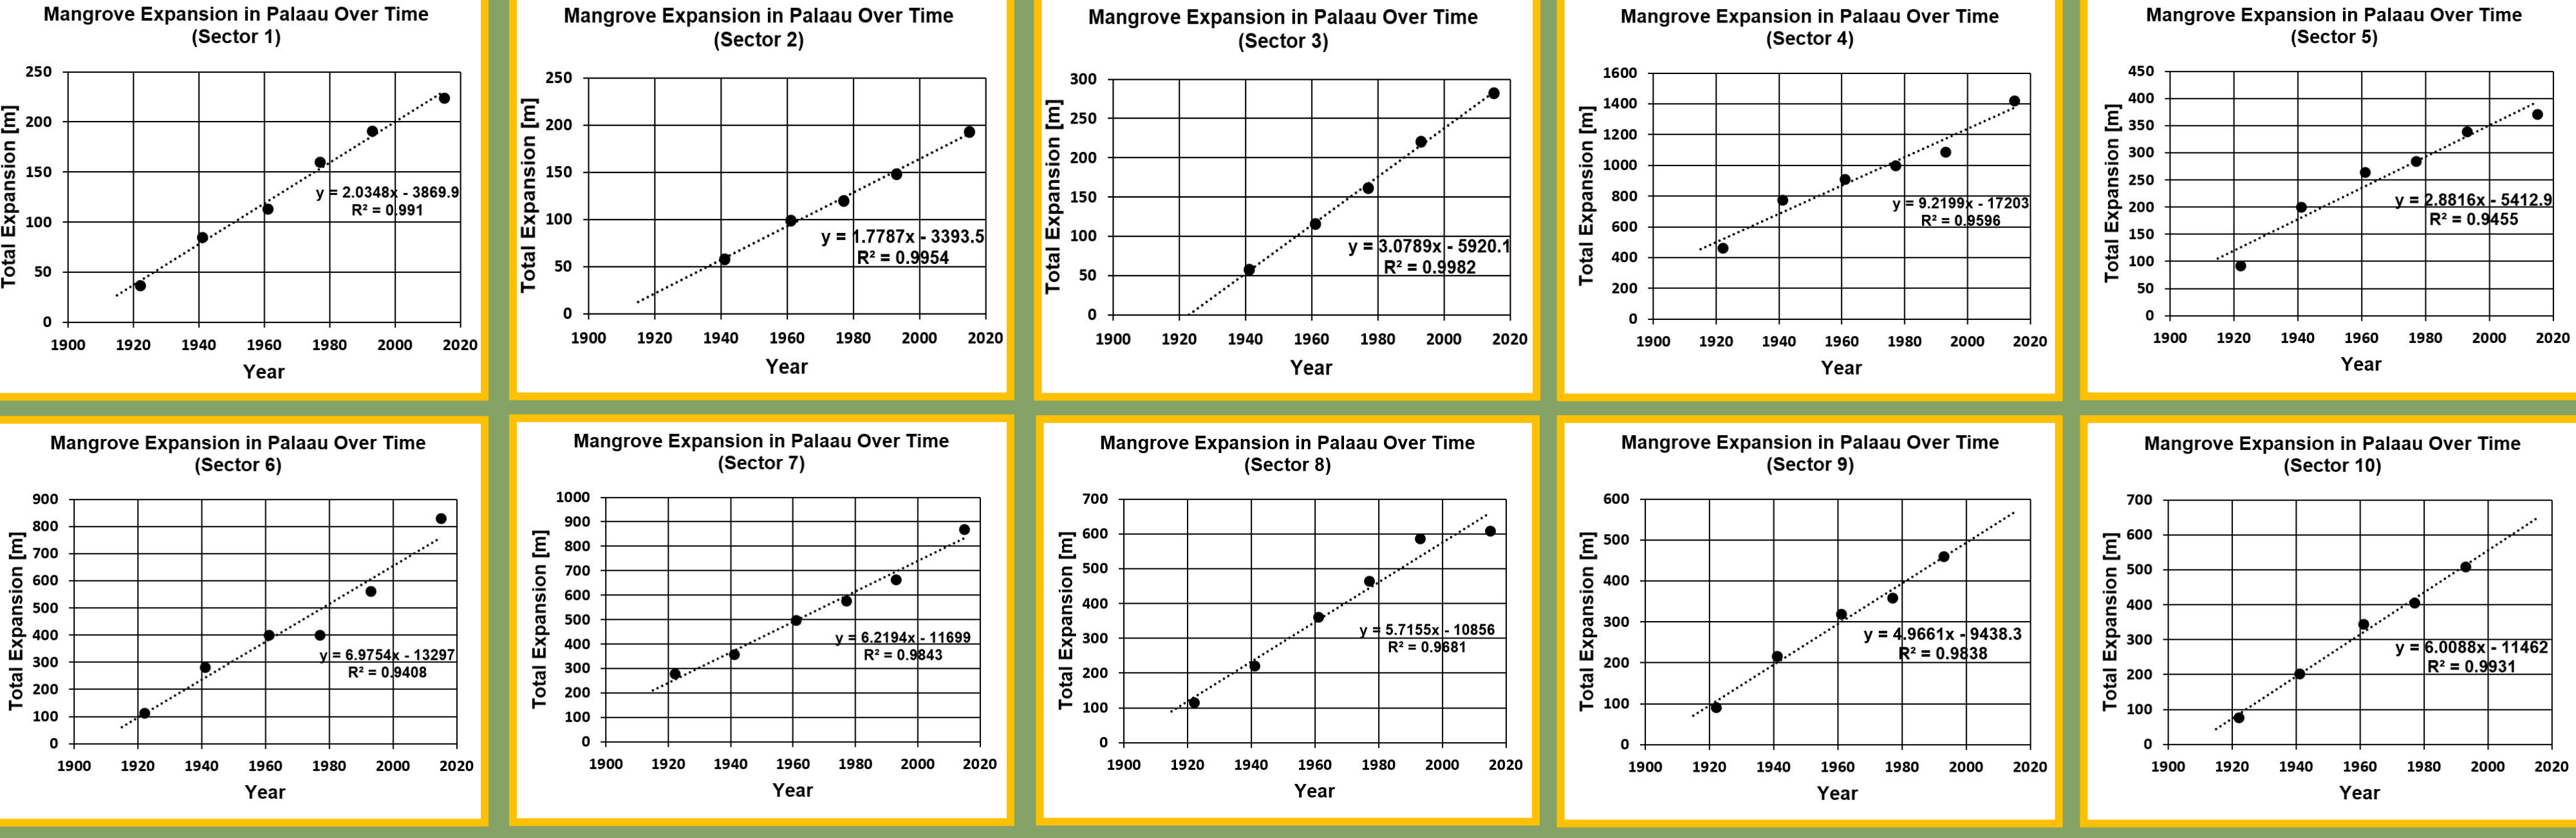 Mangrove Expansion in Palaau Over Time
(Sector 1)
Total Expansion [m]
250
200
150
100
50
0
y = 2.0348x - 3869.9
R² = 0.991
1900 1920 1940 1960 1980 2000 2020
Year
Mangrove Expansion in Palaau Over Time
(Sector 2)
Total Expansion [m]
250
200
150
100
50
0
y = 1.7787x - 3393.5
R² = 0.9954
1900 1920 1940 1960 1980 2000 2020
Year
Mangrove Expansion in Palaau Over Time
(Sector 3)
Total Expansion [m]
300
250
200
150
100
50
0
y = 3.0789x - 5920.1
R² = 0.9982
1900 1920 1940 1960 1980 2000 2020
Year
Mangrove Expansion in Palaau Over Time
(Sector 4)
Total Expansion [m]
1600
1400
1200
1000
800
600
400
200
0
y = 9.2199x - 17203
R² = 0.9596
1900 1920 1940 1960 1980 2000 2020
Year
Mangrove Expansion in Palaau Over Time
(Sector 5)
Total Expansion [m]
450
400
350
300
250
200
150
100
50
0
y = 2.8816x - 5412.9
R² = 0.9455
1900 1920 1940 1960 1980 2000 2020
Year
Mangrove Expansion in Palaau Over Time
(Sector 6)
Total Expansion [m]
900
800
700
600
500
400
300
200
100
0
y = 6.9754x - 13297
R² = 0.9408
1900 1920 1940 1960 1980 2000 2020
Year
Mangrove Expansion in Palaau Over Time
(Sector 7)
Total Expansion [m]
1000
900
800
700
600
500
400
300
200
100
0
y = 6.2194x - 11699
R² = 0.9843
1900 1920 1940 1960 1980 2000 2020
Year
Mangrove Expansion in Palaau Over Time
(Sector 8)
Total Expansion [m]
700
600
500
400
300
200
100
0
y = 5.7155x - 10856
R² = 0.9681
1900 1920 1940 1960 1980 2000 2020
Year
Mangrove Expansion in Palaau Over Time
(Sector 9)
Total Expansion [m]
600
500
400
300
200
100
0
y = 4.9661x - 9438.3
R² = 0.9838
1900 1920 1940 1960 1980 2000 2020
Year
Mangrove Expansion in Palaau Over Time
(Sector 10)
Total Expansion [m]
700
600
500
400
300
200
100
0
y = 6.0088x - 11462
R² = 0.9931
1900 1920 1940 1960 1980 2000 2020
Year